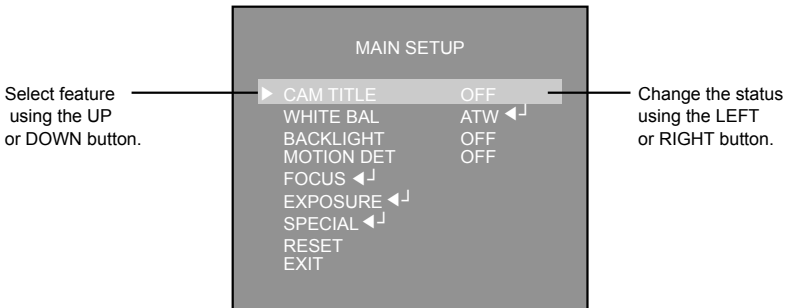 MAIN SETUP
Select feature
using the UP
or DOWN button.
▶ CAM TITLE OFF
WHITE BAL ATW ↵
BACKLIGHT OFF
MOTION DET OFF
FOCUS ↵
EXPOSURE ↵
SPECIAL ↵
RESET
EXIT
Change the status
using the LEFT
or RIGHT button.